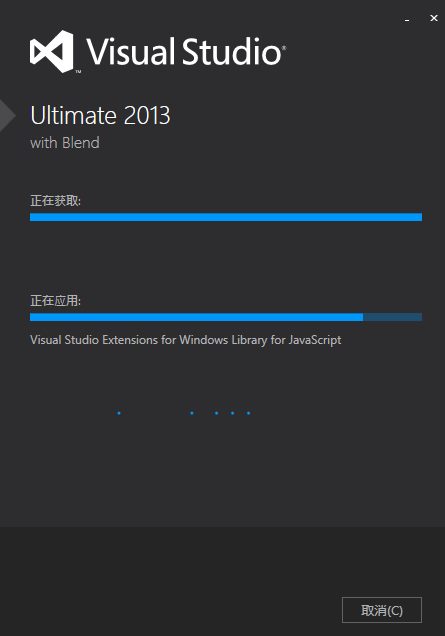 Visual Studio®
™
Ultimate 2013
with Blend
正在获取:
正在应用:
Visual Studio Extensions for Windows Library for JavaScript
取消(C)